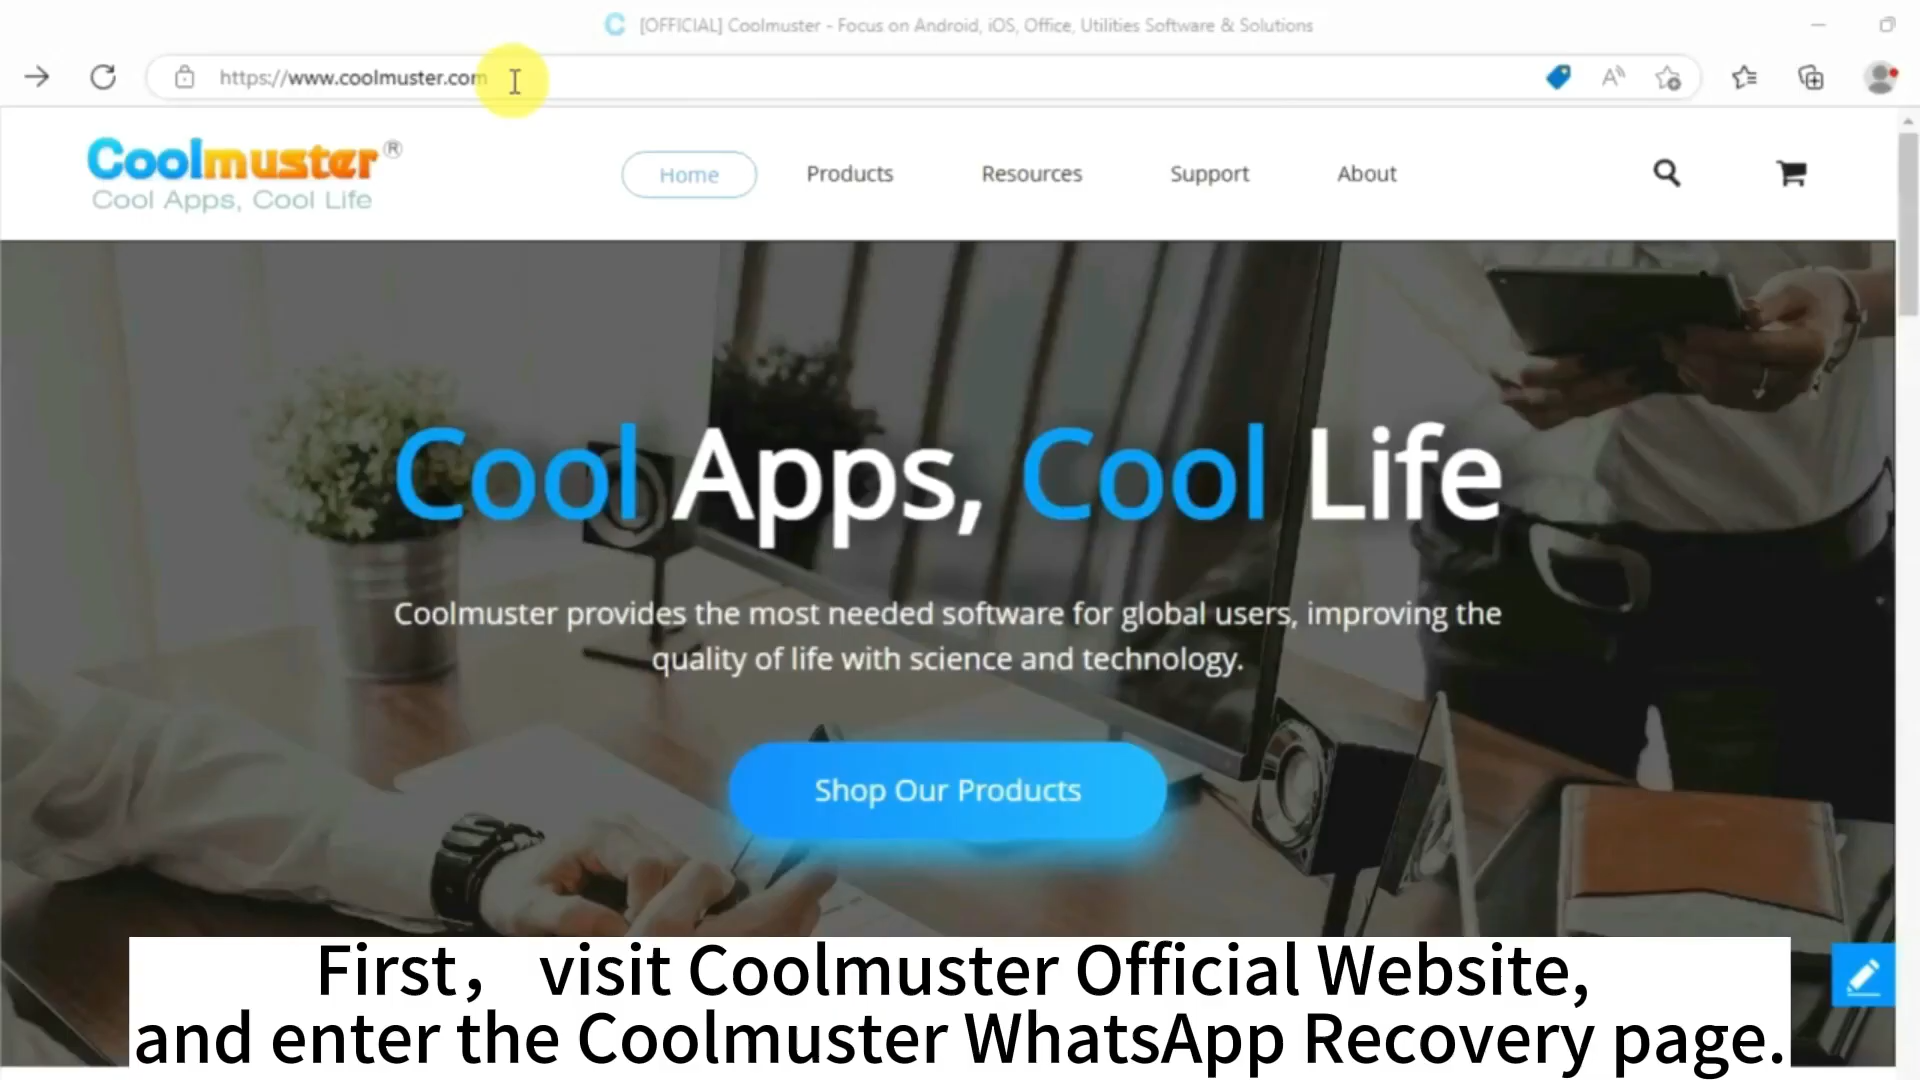 [OFFICIAL] Coolmuster - Focus on Android, iOS, Office, Utilities Software & Solutions
https://www.coolmuster.com
Coolmuster®
Cool Apps, Cool Life
Home
Products
Resources
Support
About
Cool Apps, Cool Life
Coolmuster provides the most needed software for global users, improving the
quality of life with science and technology.
Shop Our Products
First， visit Coolmuster Official Website,
and enter the Coolmuster WhatsApp Recovery page.